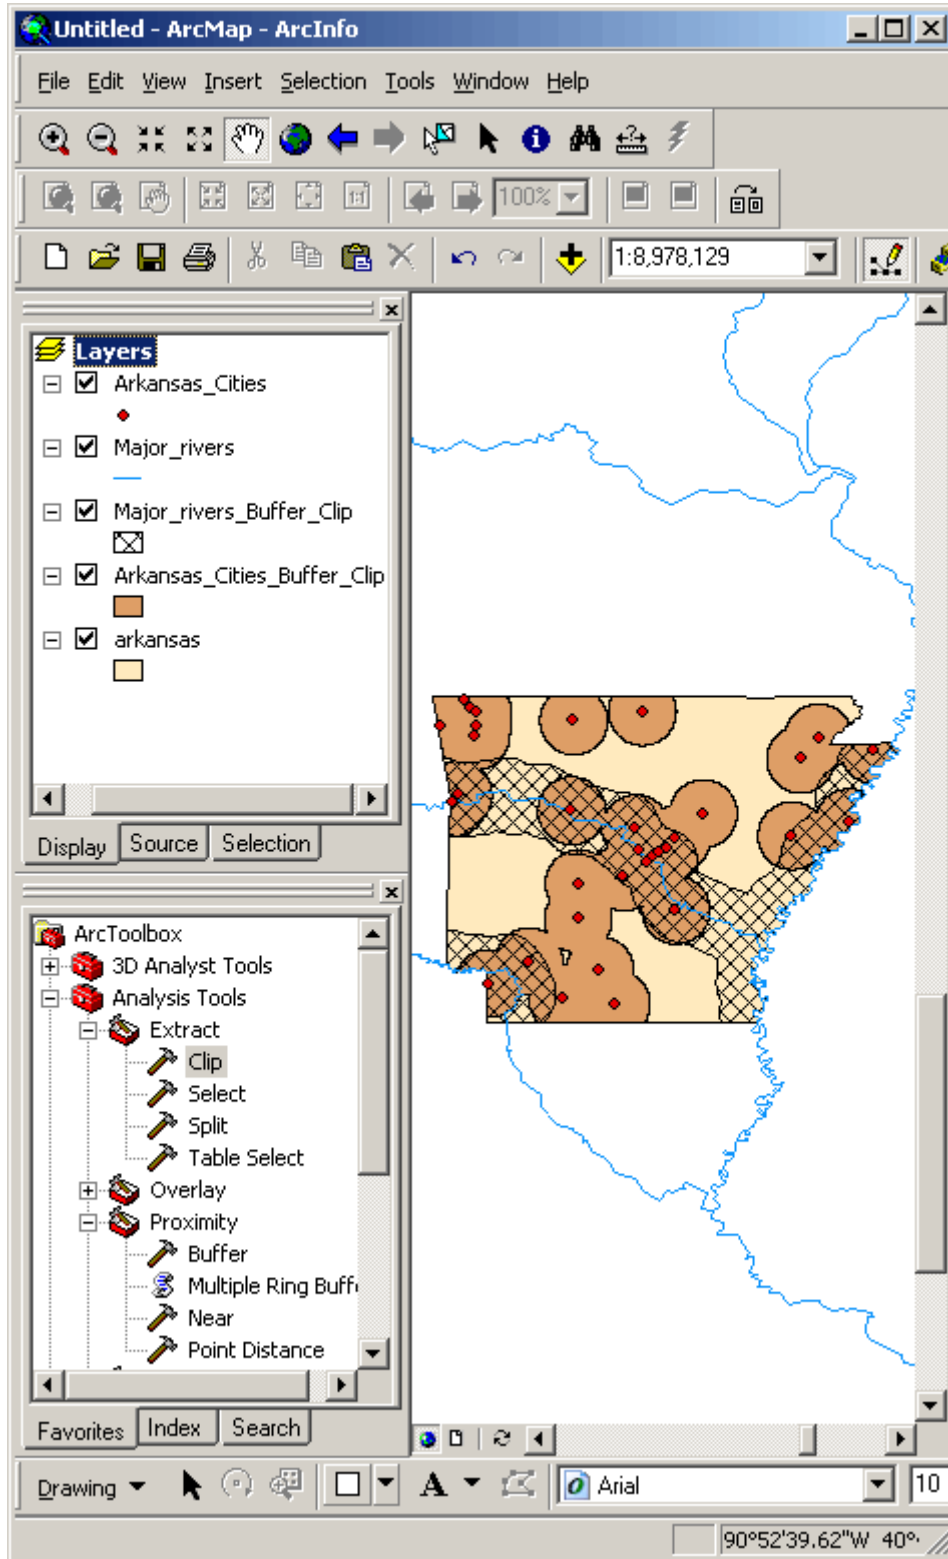 Untitled - ArcMap - ArcInfo
File Edit View Insert Selection Tools Window Help
1:1
100%
1:8,978,129
Layers
Arkansas_Cities
Major_rivers
Major_rivers_Buffer_Clip
Arkansas_Cities_Buffer_Clip
arkansas
Display Source Selection
ArcToolbox
3D Analyst Tools
Analysis Tools
Extract
Clip
Select
Split
Table Select
Overlay
Proximity
Buffer
Multiple Ring Buff
Near
Point Distance
Favorites Index Search
Drawing A Arial 10
90°52'39.62"W 40°